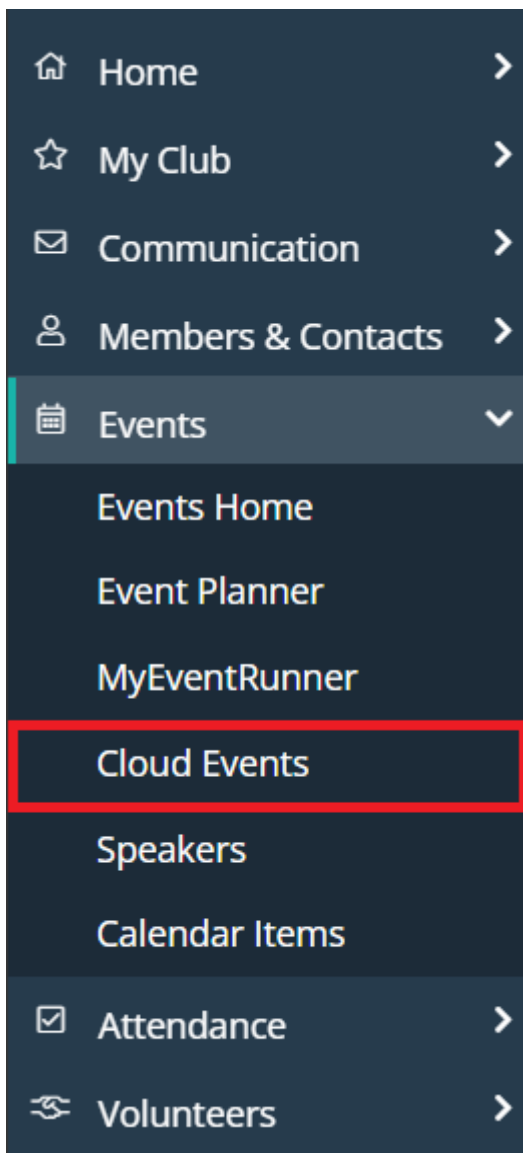 Home
My Club
Communication
Members & Contacts
Events
Events Home
Event Planner
MyEventRunner
Cloud Events
Speakers
Calendar Items
Attendance
Volunteers